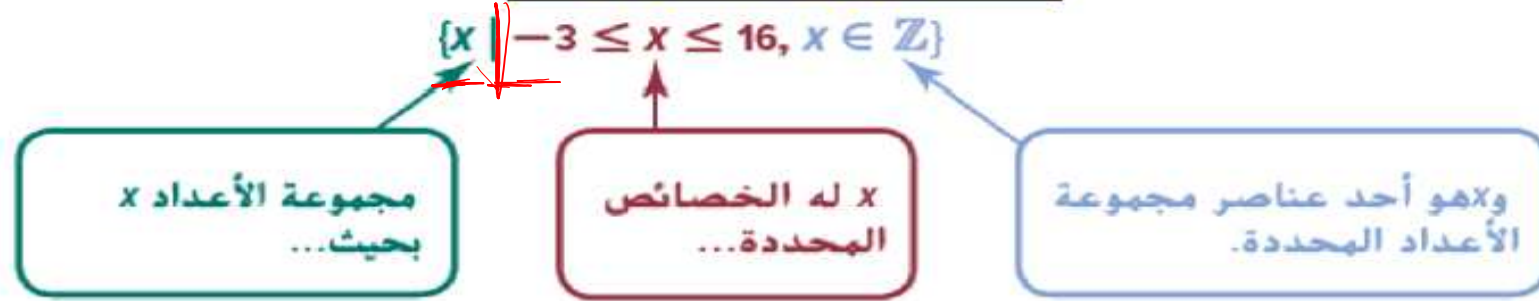 {x | −3 ≤ x ≤ 16, x ∈ ℤ}
مجموعة الأعداد x
بحيث...
x له الخصائص
المحددة...
وxهو أحد عناصر مجموعة
الأعداد المحددة.